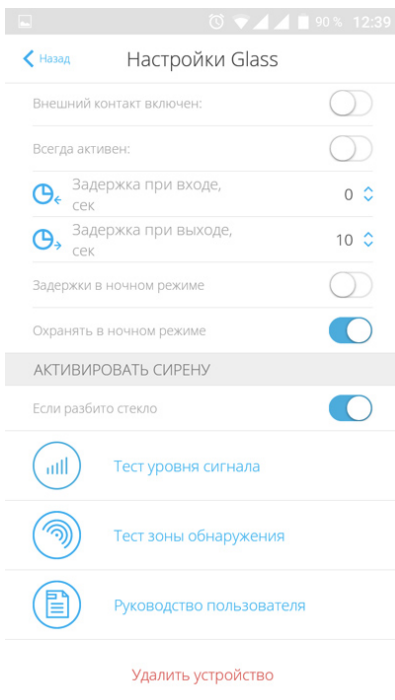 90 % 12:39
Назад Настройки Glass
Внешний контакт включен:
Всегда активен:
Задержка при входе,
сек 0
Задержка при выходе,
сек 10
Задержки в ночном режиме
Охранять в ночном режиме
АКТИВИРОВАТЬ СИРЕНУ
Если разбито стекло
Тест уровня сигнала
Тест зоны обнаружения
Руководство пользователя
Удалить устройство